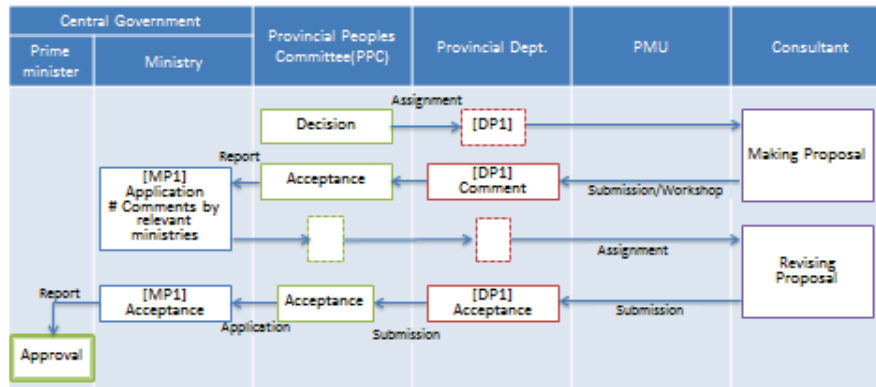 Central Government
Prime
minister
Ministry
Provincial Peoples
Committee(PPC)
Provincial Dept.
PMU
Consultant
Assignment
Decision
[DP1]
Making Proposal
Report
[MP1]
Application
# Comments by
relevant
ministries
Acceptance
[DP1]
Comment
Submission/Workshop
Assignment
Revising
Proposal
Report
[MP1]
Acceptance
Application
Acceptance
Submission
[DP1]
Acceptance
Submission
Approval